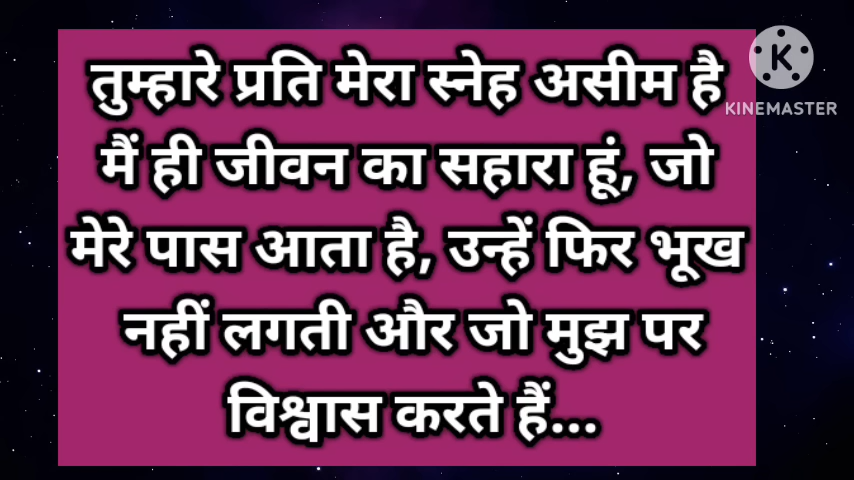 तुम्हारे प्रति मेरा स्नेह असीम है
मैं ही जीवन का सहारा हूं, जो
मेरे पास आता है, उन्हें फिर भूख
नहीं लगती और जो मुझ पर
विश्वास करते हैं...
K
KINEMASTER